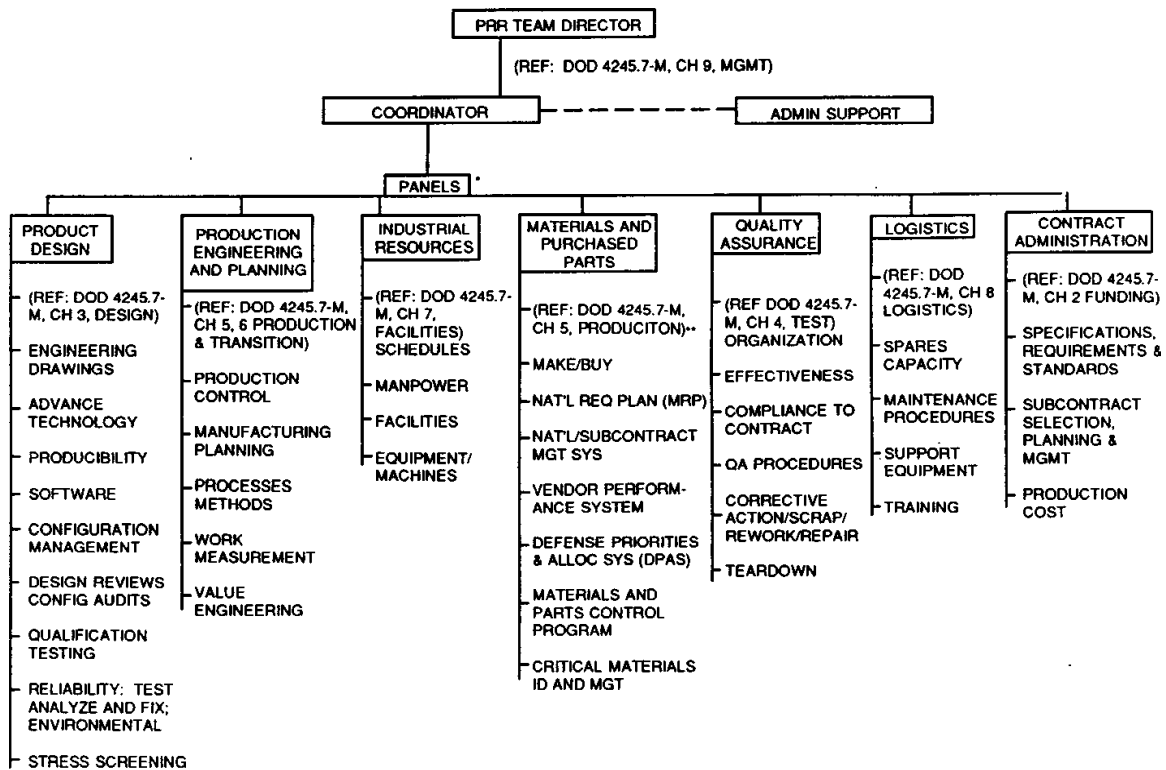 PRR TEAM DIRECTOR
(REF: DOD 4245.7-M, CH 9, MGMT)
COORDINATOR
ADMIN SUPPORT
PANELS
PRODUCT
DESIGN
(REF: DOD 4245.7-
M, CH 3, DESIGN)
ENGINEERING
DRAWINGS
ADVANCE
TECHNOLOGY
PRODUCIBILITY
SOFTWARE
CONFIGURATION
MANAGEMENT
DESIGN REVIEWS
CONFIG AUDITS
QUALIFICATION
TESTING
RELIABILITY: TEST
ANALYZE AND FIX;
ENVIRONMENTAL
STRESS SCREENING
PRODUCTION
ENGINEERING
AND PLANNING
(REF: DOD 4245.7-M,
CH 5, 6 PRODUCTION
& TRANSITION)
PRODUCTION
CONTROL
MANUFACTURING
PLANNING
PROCESSES
METHODS
WORK
MEASUREMENT
VALUE
ENGINEERING
INDUSTRIAL
RESOURCES
(REF: DOD 4245.7-
M, CH 7,
FACILITIES)
SCHEDULES
MANPOWER
FACILITIES
EQUIPMENT/
MACHINES
MATERIALS AND
PURCHASED
PARTS
(REF: DOD 4245.7-M,
CH 5, PRODUCITON)**
MAKE/BUY
NAT'L REQ PLAN (MRP)
NAT'L/SUBCONTRACT
MGT SYS
VENDOR PERFORM-
ANCE SYSTEM
DEFENSE PRIORITIES
& ALLOC SYS (DPAS)
MATERIALS AND
PARTS CONTROL
PROGRAM
CRITICAL MATERIALS
ID AND MGT
QUALITY
ASSURANCE
(REF DOD 4245.7-
M, CH 4, TEST)
ORGANIZATION
EFFECTIVENESS
COMPLIANCE TO
CONTRACT
QA PROCEDURES
CORRECTIVE
ACTION/SCRAP/
REWORK/REPAIR
TEARDOWN
LOGISTICS
(REF: DOD
4245.7-M, CH 8
LOGISTICS)
SPARES
CAPACITY
MAINTENANCE
PROCEDURES
SUPPORT
EQUIPMENT
TRAINING
CONTRACT
ADMINISTRATION
(REF: DOD 4245.7-
M, CH 2 FUNDING)
SPECIFICATIONS,
REQUIREMENTS &
STANDARDS
SUBCONTRACT
SELECTION,
PLANNING &
MGMT
PRODUCTION
COST